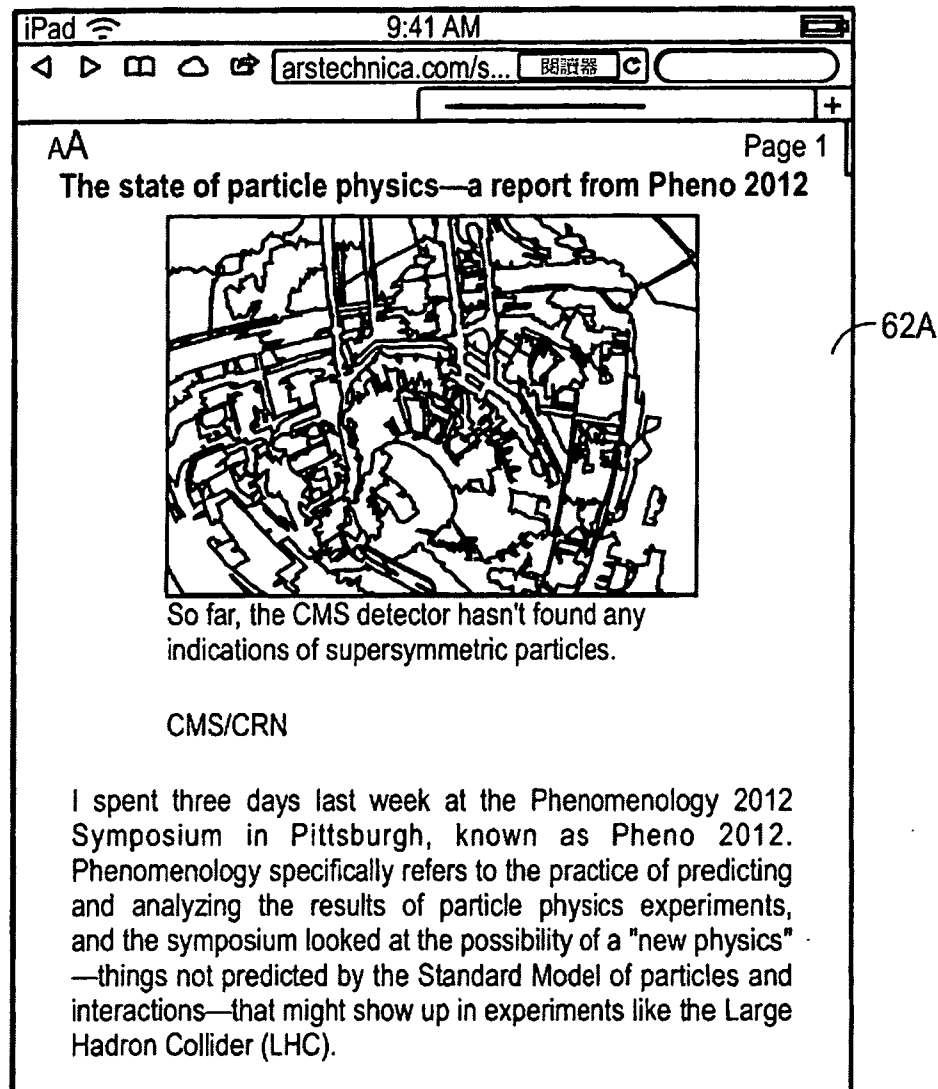 iPad 9:41 AM
arstechnica.com/s... 閱讀器
+
AA Page 1
The state of particle physics—a report from Pheno 2012
So far, the CMS detector hasn't found any
indications of supersymmetric particles.
CMS/CRN
I spent three days last week at the Phenomenology 2012
Symposium in Pittsburgh, known as Pheno 2012.
Phenomenology specifically refers to the practice of predicting
and analyzing the results of particle physics experiments,
and the symposium looked at the possibility of a "new physics"
—things not predicted by the Standard Model of particles and
interactions—that might show up in experiments like the Large
Hadron Collider (LHC).
62A